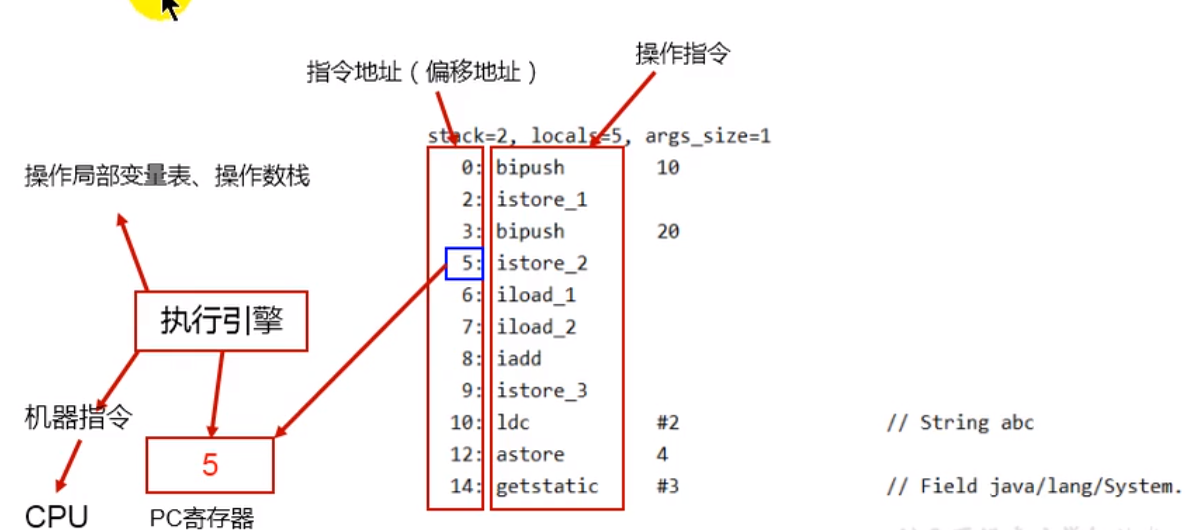 操作指令
指令地址（偏移地址）
stack=2, locals=5, args_size=1
0: bipush 10
2: istore_1
3: bipush 20
5: istore_2
6: iload_1
7: iload_2
8: iadd
9: istore_3
10: ldc #2 // String abc
12: astore 4
14: getstatic #3 // Field java/lang/System.
操作局部变量表、操作数栈
执行引擎
机器指令
5
CPU
PC寄存器